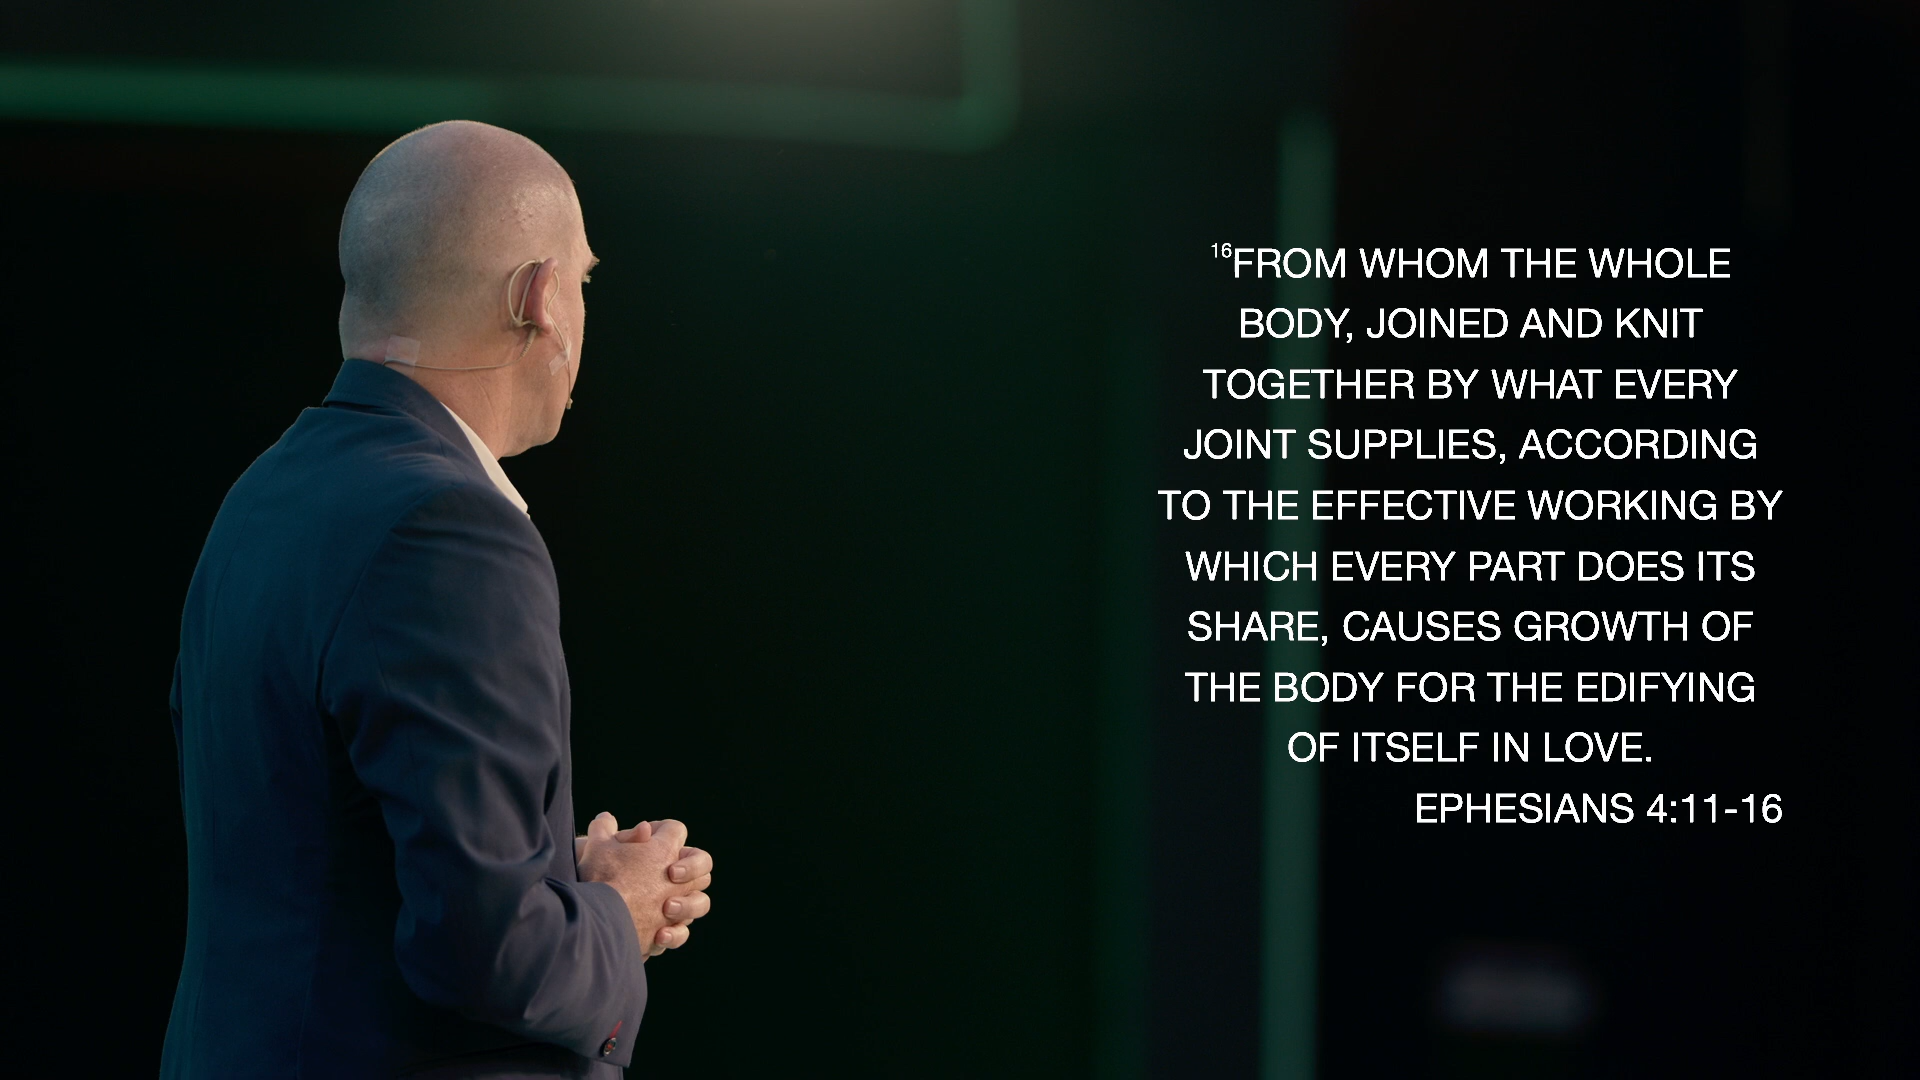 16FROM WHOM THE WHOLE
BODY, JOINED AND KNIT
TOGETHER BY WHAT EVERY
JOINT SUPPLIES, ACCORDING
TO THE EFFECTIVE WORKING BY
WHICH EVERY PART DOES ITS
SHARE, CAUSES GROWTH OF
THE BODY FOR THE EDIFYING
OF ITSELF IN LOVE.
EPHESIANS 4:11-16